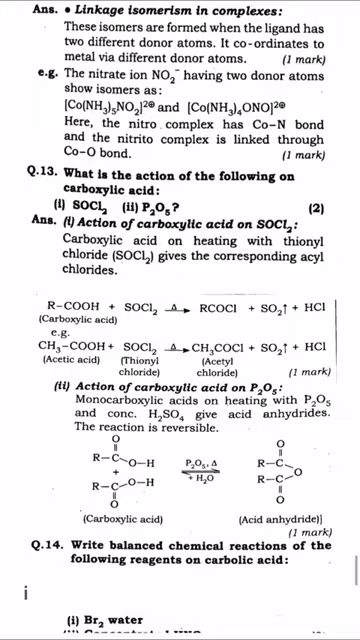 Ans. • Linkage isomerism in complexes:
These isomers are formed when the ligand has
two different donor atoms. It co-ordinates to
metal via different donor atoms. (1 mark)
e.g. The nitrate ion NO₂⁻ having two donor atoms
show isomers as:
[Co(NH₃)₅NO₂]²⊕ and [Co(NH₃)₄ONO]²⊕
Here, the nitro complex has Co–N bond
and the nitrito complex is linked through
Co–O bond. (1 mark)
Q.13. What is the action of the following on
carboxylic acid:
(i) SOCl₂ (ii) P₂O₅? (2)
Ans. (i) Action of carboxylic acid on SOCl₂:
Carboxylic acid on heating with thionyl
chloride (SOCl₂) gives the corresponding acyl
chlorides.
R–COOH + SOCl₂ —Δ→ RCOCl + SO₂↑ + HCl
(Carboxylic acid)
e.g.
CH₃–COOH + SOCl₂ —Δ→ CH₃COCl + SO₂↑ + HCl
(Acetic acid) (Thionyl (Acetyl
chloride) chloride) (1 mark)
(ii) Action of carboxylic acid on P₂O₅:
Monocarboxylic acids on heating with P₂O₅
and conc. H₂SO₄ give acid anhydrides.
The reaction is reversible.
O O
R–C–O–H P₂O₅, Δ R–C
+ + H₂O O
R–C–O–H R–C
O O
(Carboxylic acid) (Acid anhydride)]
(1 mark)
Q.14. Write balanced chemical reactions of the
following reagents on carbolic acid:
i
(i) Br₂ water